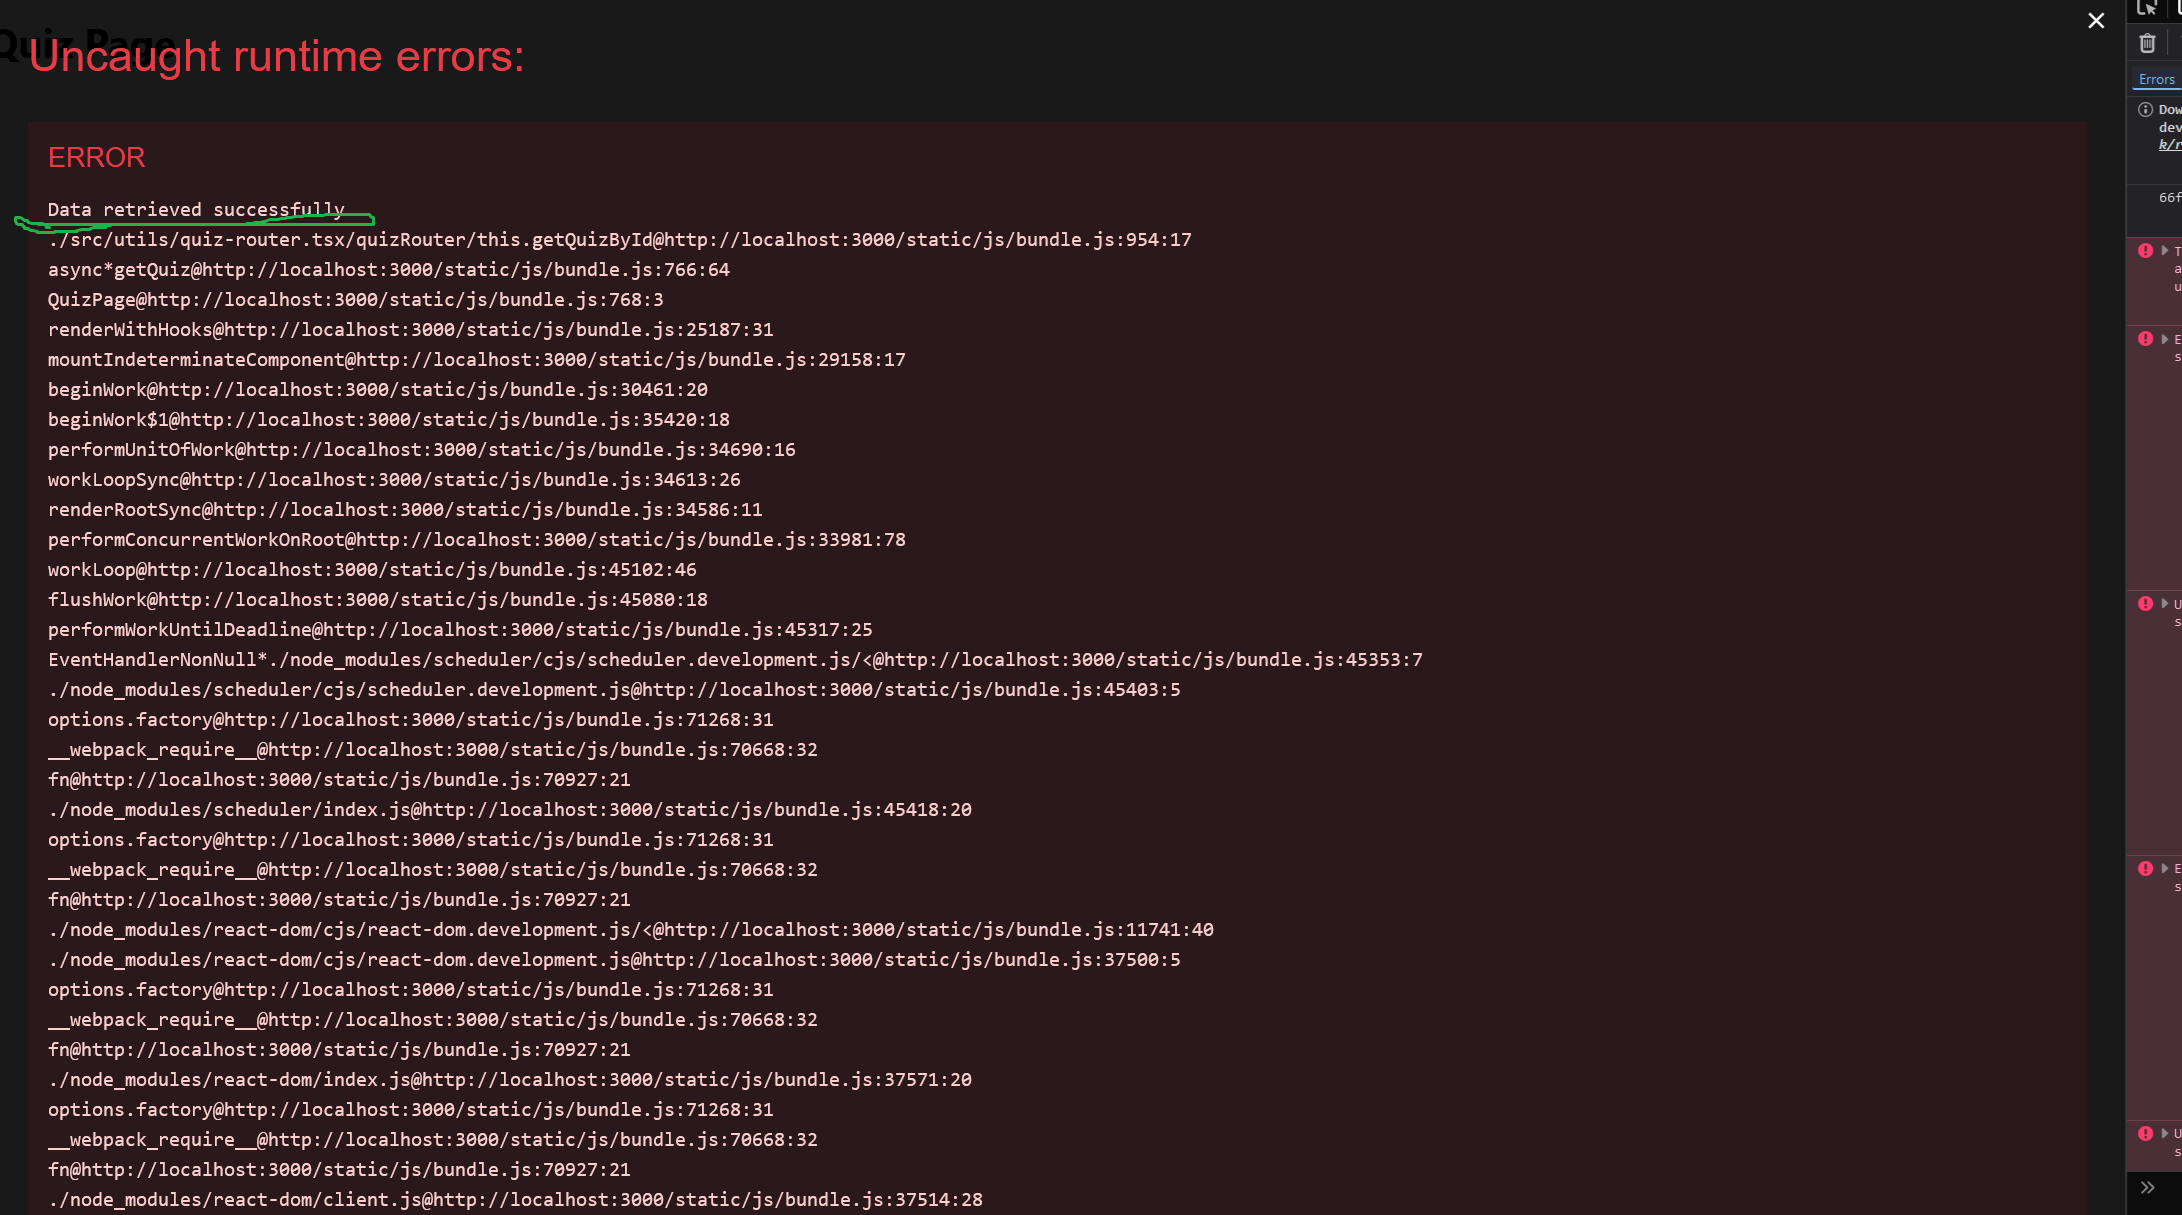 Quiz Page
Uncaught runtime errors:
ERROR
Data retrieved successfully
./src/utils/quiz-router.tsx/quizRouter/this.getQuizById@http://localhost:3000/static/js/bundle.js:954:17
async*getQuiz@http://localhost:3000/static/js/bundle.js:766:64
QuizPage@http://localhost:3000/static/js/bundle.js:768:3
renderWithHooks@http://localhost:3000/static/js/bundle.js:25187:31
mountIndeterminateComponent@http://localhost:3000/static/js/bundle.js:29158:17
beginWork@http://localhost:3000/static/js/bundle.js:30461:20
beginWork$1@http://localhost:3000/static/js/bundle.js:35420:18
performUnitOfWork@http://localhost:3000/static/js/bundle.js:34690:16
workLoopSync@http://localhost:3000/static/js/bundle.js:34613:26
renderRootSync@http://localhost:3000/static/js/bundle.js:34586:11
performConcurrentWorkOnRoot@http://localhost:3000/static/js/bundle.js:33981:78
workLoop@http://localhost:3000/static/js/bundle.js:45102:46
flushWork@http://localhost:3000/static/js/bundle.js:45080:18
performWorkUntilDeadline@http://localhost:3000/static/js/bundle.js:45317:25
EventHandlerNonNull*./node_modules/scheduler/cjs/scheduler.development.js/<@http://localhost:3000/static/js/bundle.js:45353:7
./node_modules/scheduler/cjs/scheduler.development.js@http://localhost:3000/static/js/bundle.js:45403:5
options.factory@http://localhost:3000/static/js/bundle.js:71268:31
__webpack_require__@http://localhost:3000/static/js/bundle.js:70668:32
fn@http://localhost:3000/static/js/bundle.js:70927:21
./node_modules/scheduler/index.js@http://localhost:3000/static/js/bundle.js:45418:20
options.factory@http://localhost:3000/static/js/bundle.js:71268:31
__webpack_require__@http://localhost:3000/static/js/bundle.js:70668:32
fn@http://localhost:3000/static/js/bundle.js:70927:21
./node_modules/react-dom/cjs/react-dom.development.js/<@http://localhost:3000/static/js/bundle.js:11741:40
./node_modules/react-dom/cjs/react-dom.development.js@http://localhost:3000/static/js/bundle.js:37500:5
options.factory@http://localhost:3000/static/js/bundle.js:71268:31
__webpack_require__@http://localhost:3000/static/js/bundle.js:70668:32
fn@http://localhost:3000/static/js/bundle.js:70927:21
./node_modules/react-dom/index.js@http://localhost:3000/static/js/bundle.js:37571:20
options.factory@http://localhost:3000/static/js/bundle.js:71268:31
__webpack_require__@http://localhost:3000/static/js/bundle.js:70668:32
fn@http://localhost:3000/static/js/bundle.js:70927:21
./node_modules/react-dom/client.js@http://localhost:3000/static/js/bundle.js:37514:28
Errors
Dow
dev
k/r
66f
T
a
u
E
s
U
s
E
s
U
s